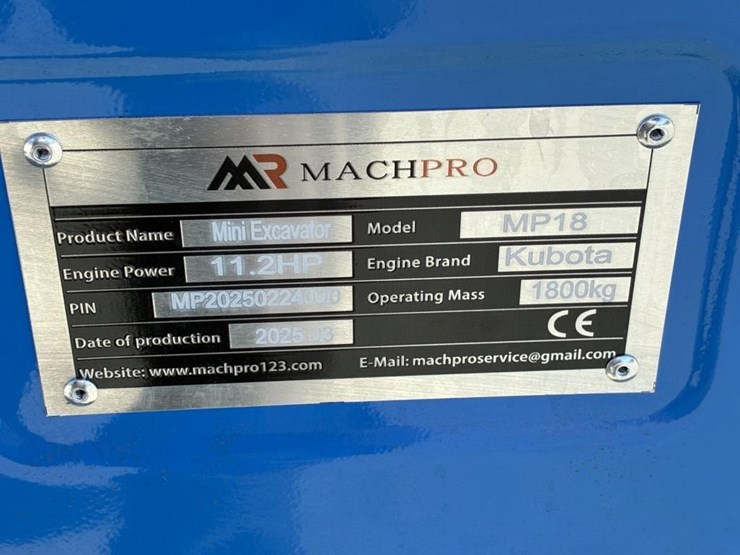 MR MACHPRO
Product Name Mini Excavator Model MP18
Engine Power 11.2HP Engine Brand Kubota
PIN Operating Mass 1800kg
Date of production CE
Website: www.machpro123.com E-Mail: machproservice@gmail.com